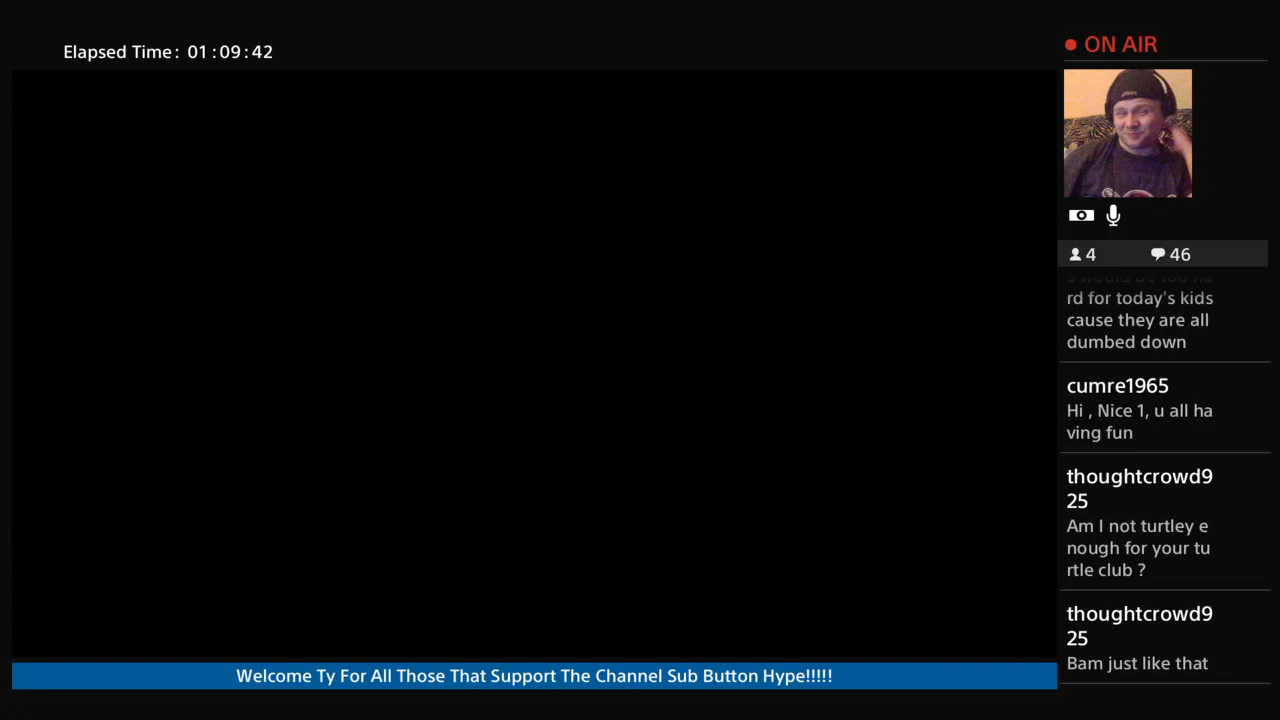 Elapsed Time: 01:09:42
ON AIR
4
46
rd for today's kids
cause they are all
dumbed down
cumre1965
Hi , Nice 1, u all ha
ving fun
thoughtcrowd9
25
Am I not turtley e
nough for your tu
rtle club ?
thoughtcrowd9
25
Bam just like that
Welcome Ty For All Those That Support The Channel Sub Button Hype!!!!!